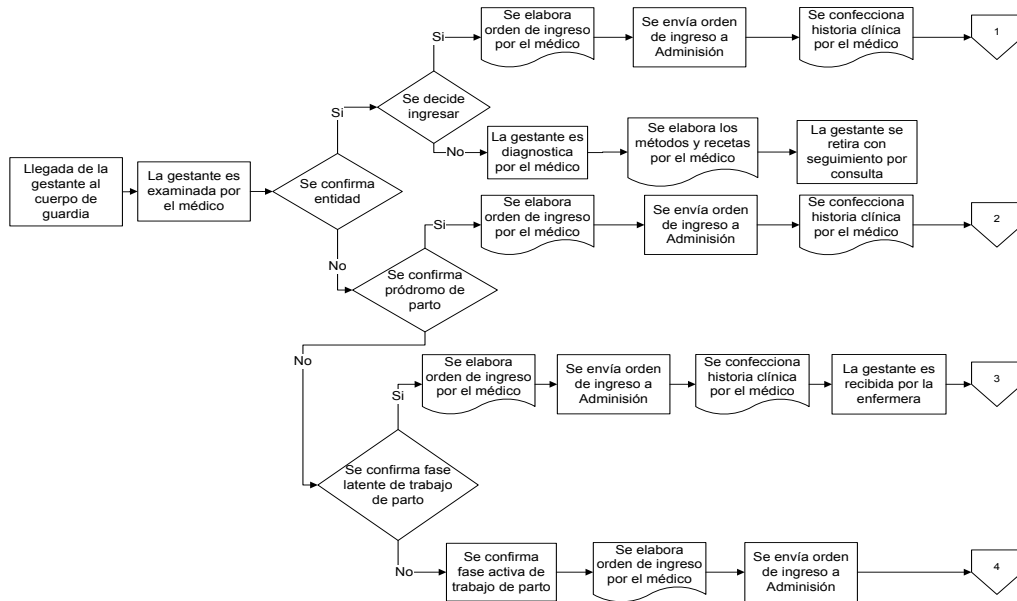 Llegada de la
gestante al
cuerpo de
guardia
La gestante es
examinada por
el médico
Se confirma
entidad
Si
Se decide
ingresar
Si
Se elabora
orden de ingreso
por el médico
Se envía orden
de ingreso a
Adminisión
Se confecciona
historia clínica
por el médico
1
No
La gestante es
diagnostica
por el médico
Se elabora los
métodos y recetas
por el médico
La gestante se
retira con
seguimiento por
consulta
No
Se confirma
pródromo de
parto
Si
Se elabora
orden de ingreso
por el médico
Se envía orden
de ingreso a
Adminisión
Se confecciona
historia clínica
por el médico
2
No
Se confirma fase
latente de trabajo
de parto
Si
Se elabora
orden de ingreso
por el médico
Se envía orden
de ingreso a
Adminisión
Se confecciona
historia clínica
por el médico
La gestante es
recibida por la
enfermera
3
No
Se confirma
fase activa de
trabajo de parto
Se elabora
orden de ingreso
por el médico
Se envía orden
de ingreso a
Adminisión
4